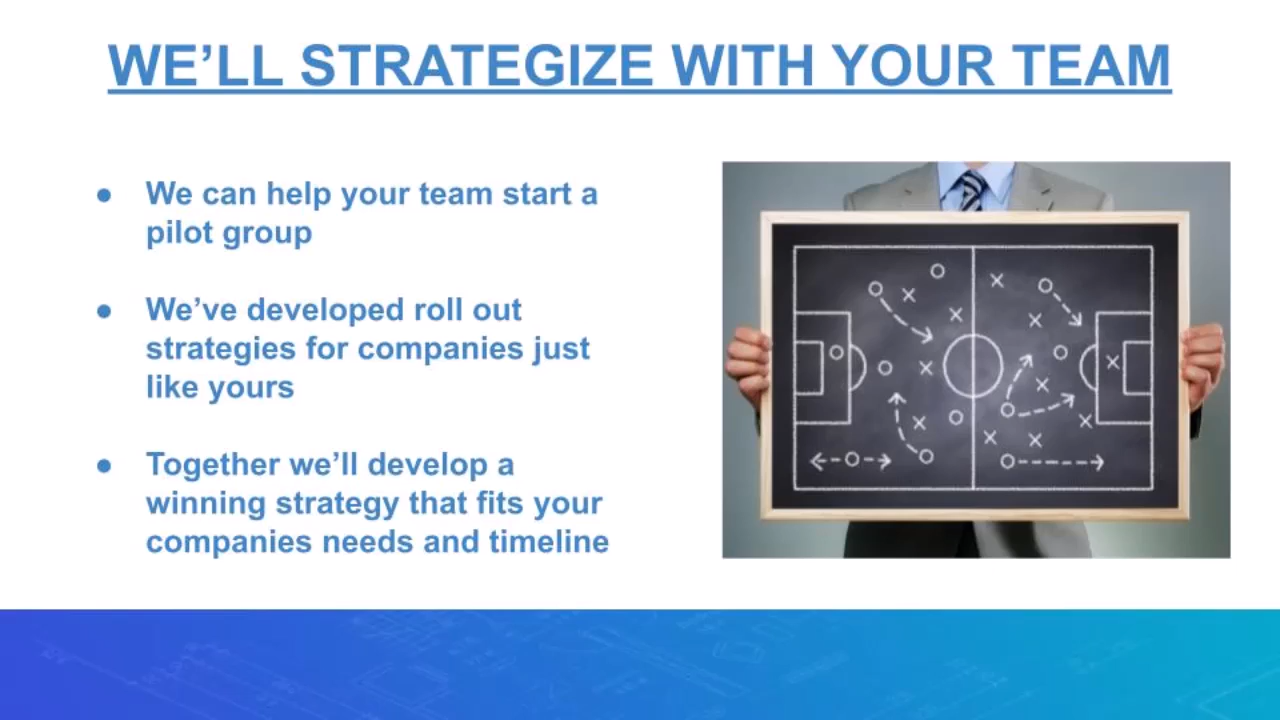 WE’LL STRATEGIZE WITH YOUR TEAM
● We can help your team start a
pilot group
● We’ve developed roll out
strategies for companies just
like yours
● Together we’ll develop a
winning strategy that fits your
companies needs and timeline